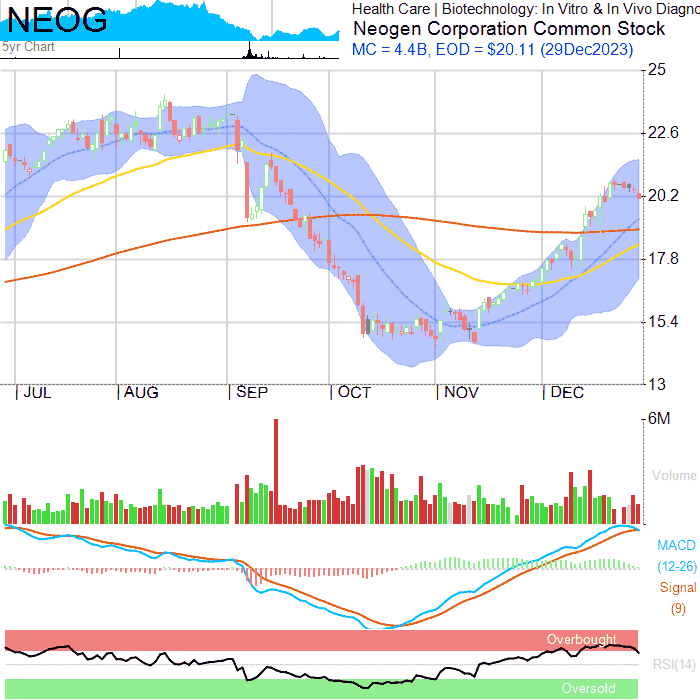 NEOG
5yr Chart
Health Care | Biotechnology: In Vitro & In Vivo Diagno
Neogen Corporation Common Stock
MC = 4.4B, EOD = $20.11 (29Dec2023)
25
22.6
20.2
17.8
15.4
13
JUL AUG SEP OCT NOV DEC
6M
Volume
MACD
(12-26)
Signal
(9)
Overbought
RSI(14)
Oversold